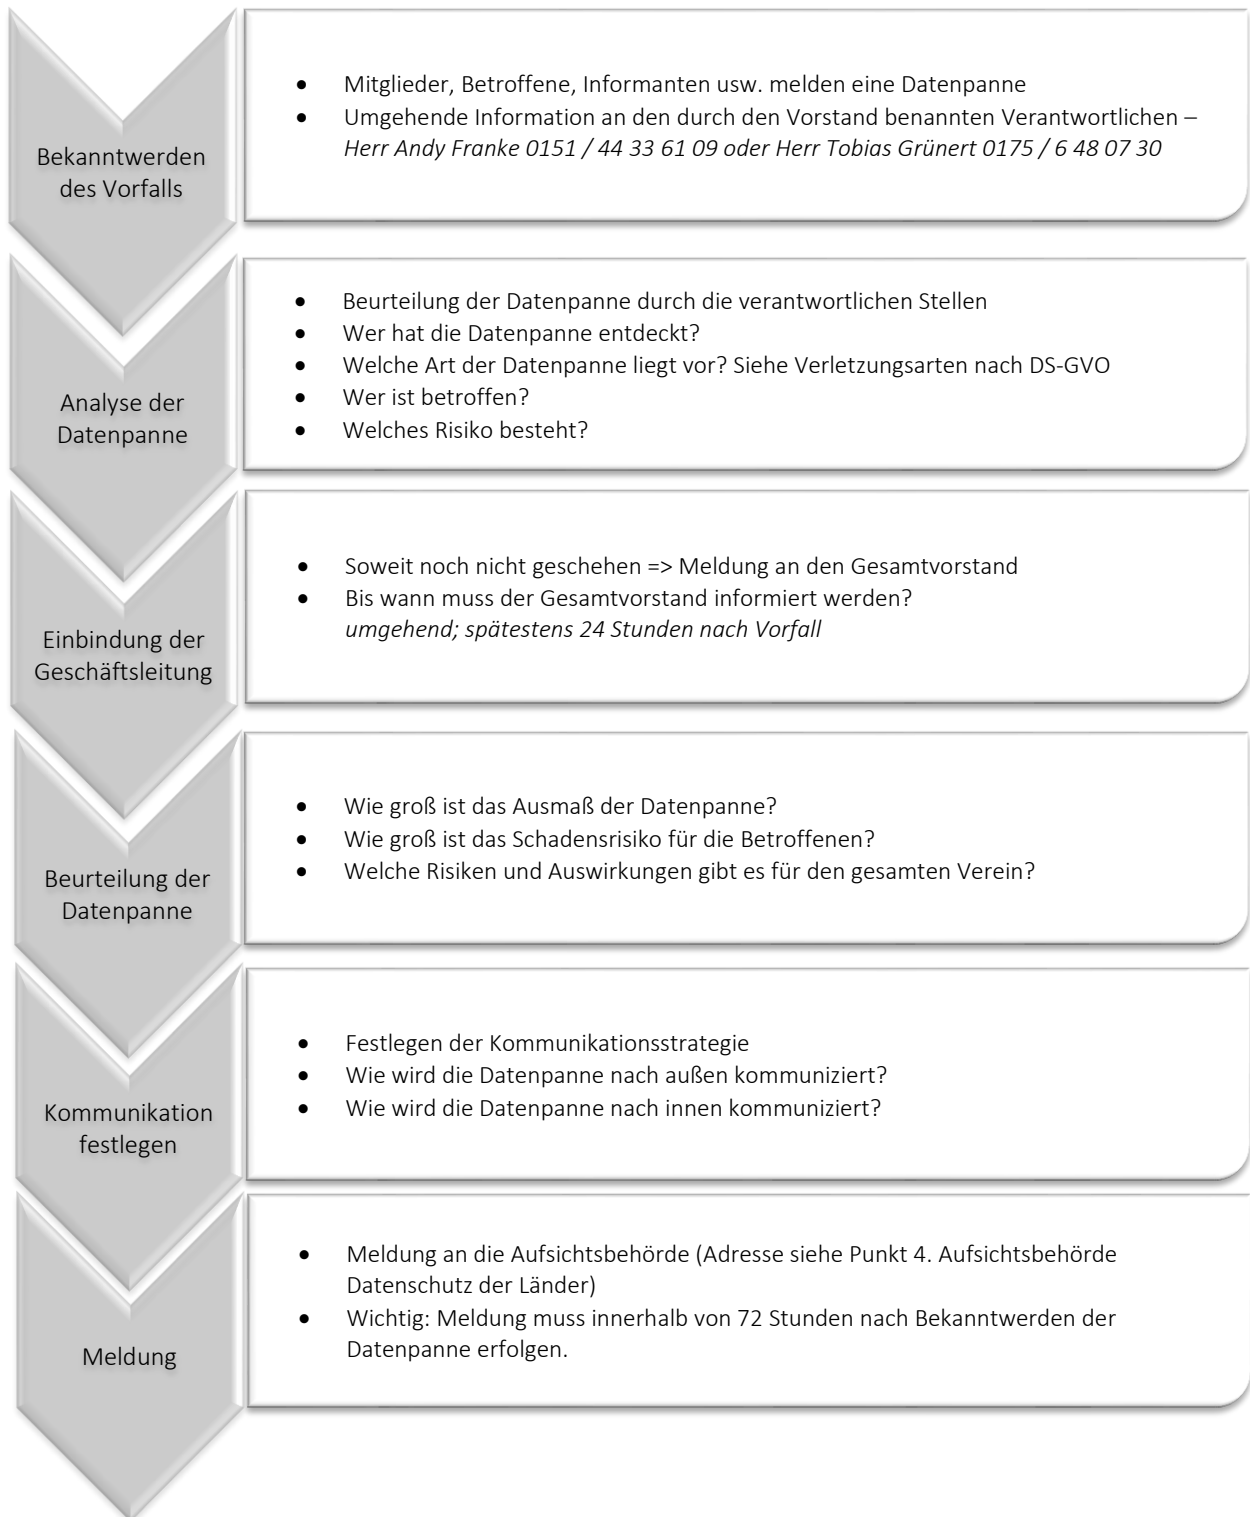 Bekanntwerden
des Vorfalls
• Mitglieder, Betroffene, Informanten usw. melden eine Datenpanne
• Umgehende Information an den durch den Vorstand benannten Verantwortlichen –
Herr Andy Franke 0151 / 44 33 61 09 oder Herr Tobias Grünert 0175 / 6 48 07 30
Analyse der
Datenpanne
• Beurteilung der Datenpanne durch die verantwortlichen Stellen
• Wer hat die Datenpanne entdeckt?
• Welche Art der Datenpanne liegt vor? Siehe Verletzungsarten nach DS-GVO
• Wer ist betroffen?
• Welches Risiko besteht?
Einbindung der
Geschäftsleitung
• Soweit noch nicht geschehen => Meldung an den Gesamtvorstand
• Bis wann muss der Gesamtvorstand informiert werden?
umgehend; spätestens 24 Stunden nach Vorfall
Beurteilung der
Datenpanne
• Wie groß ist das Ausmaß der Datenpanne?
• Wie groß ist das Schadensrisiko für die Betroffenen?
• Welche Risiken und Auswirkungen gibt es für den gesamten Verein?
Kommunikation
festlegen
• Festlegen der Kommunikationsstrategie
• Wie wird die Datenpanne nach außen kommuniziert?
• Wie wird die Datenpanne nach innen kommuniziert?
Meldung
• Meldung an die Aufsichtsbehörde (Adresse siehe Punkt 4. Aufsichtsbehörde
Datenschutz der Länder)
• Wichtig: Meldung muss innerhalb von 72 Stunden nach Bekanntwerden der
Datenpanne erfolgen.